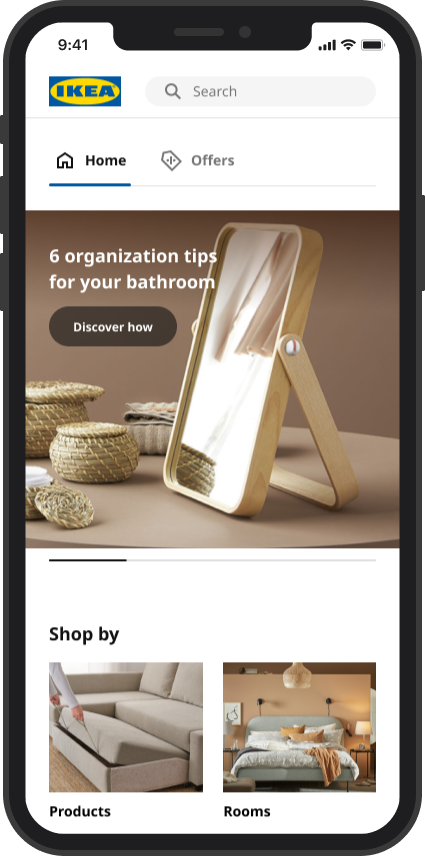 9:41
IKEA
Search
Home
Offers
6 organization tips
for your bathroom
Discover how
Shop by
Products
Rooms